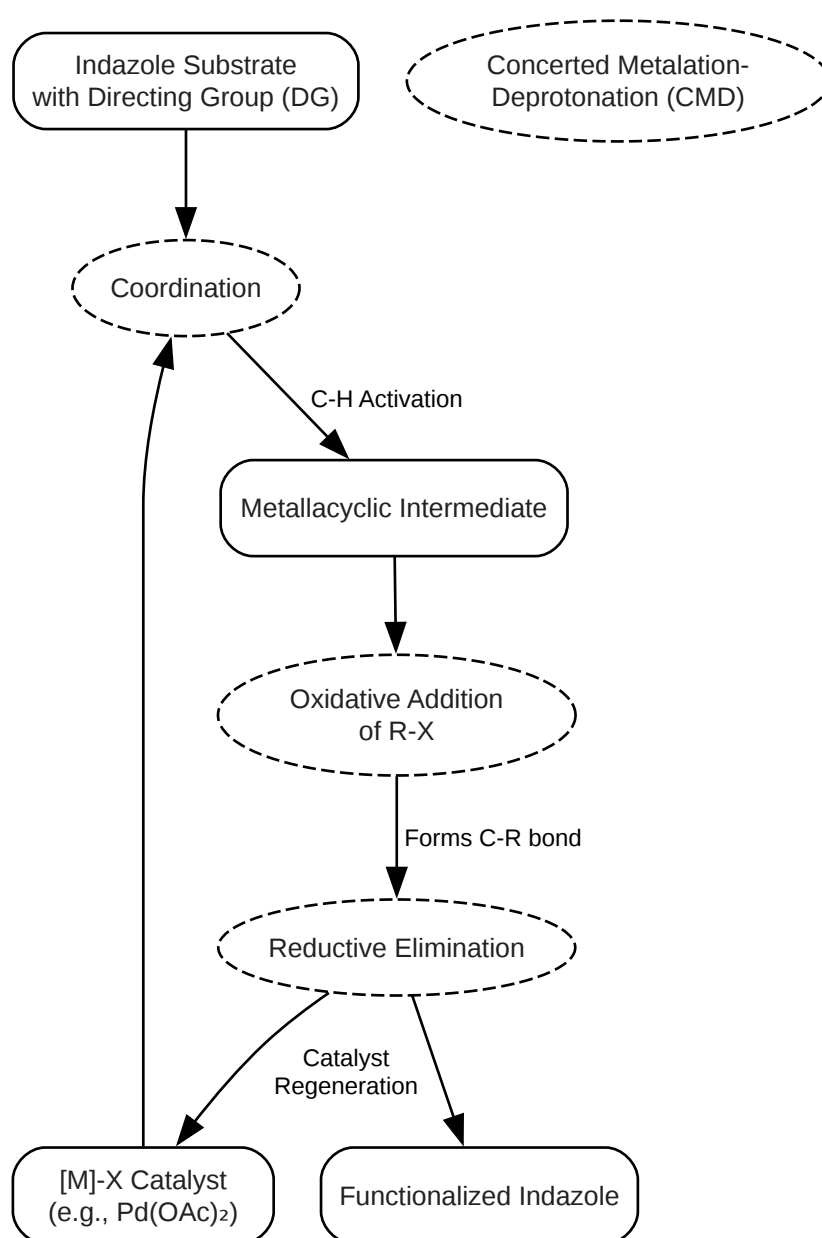 Indazole Substrate
with Directing Group (DG)
Concerted Metalation-
Deprotonation (CMD)
Coordination
C-H Activation
Metallacyclic Intermediate
Oxidative Addition
of R-X
Forms C-R bond
Reductive Elimination
Catalyst
Regeneration
[M]-X Catalyst
(e.g., Pd(OAc)₂)
Functionalized Indazole